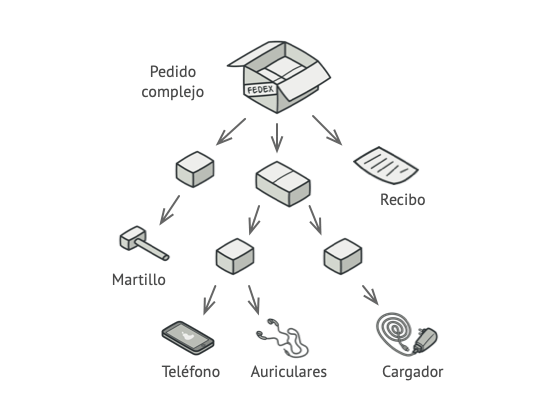 Pedido
complejo
FEDEX
Recibo
Martillo
Teléfono
Auriculares
Cargador